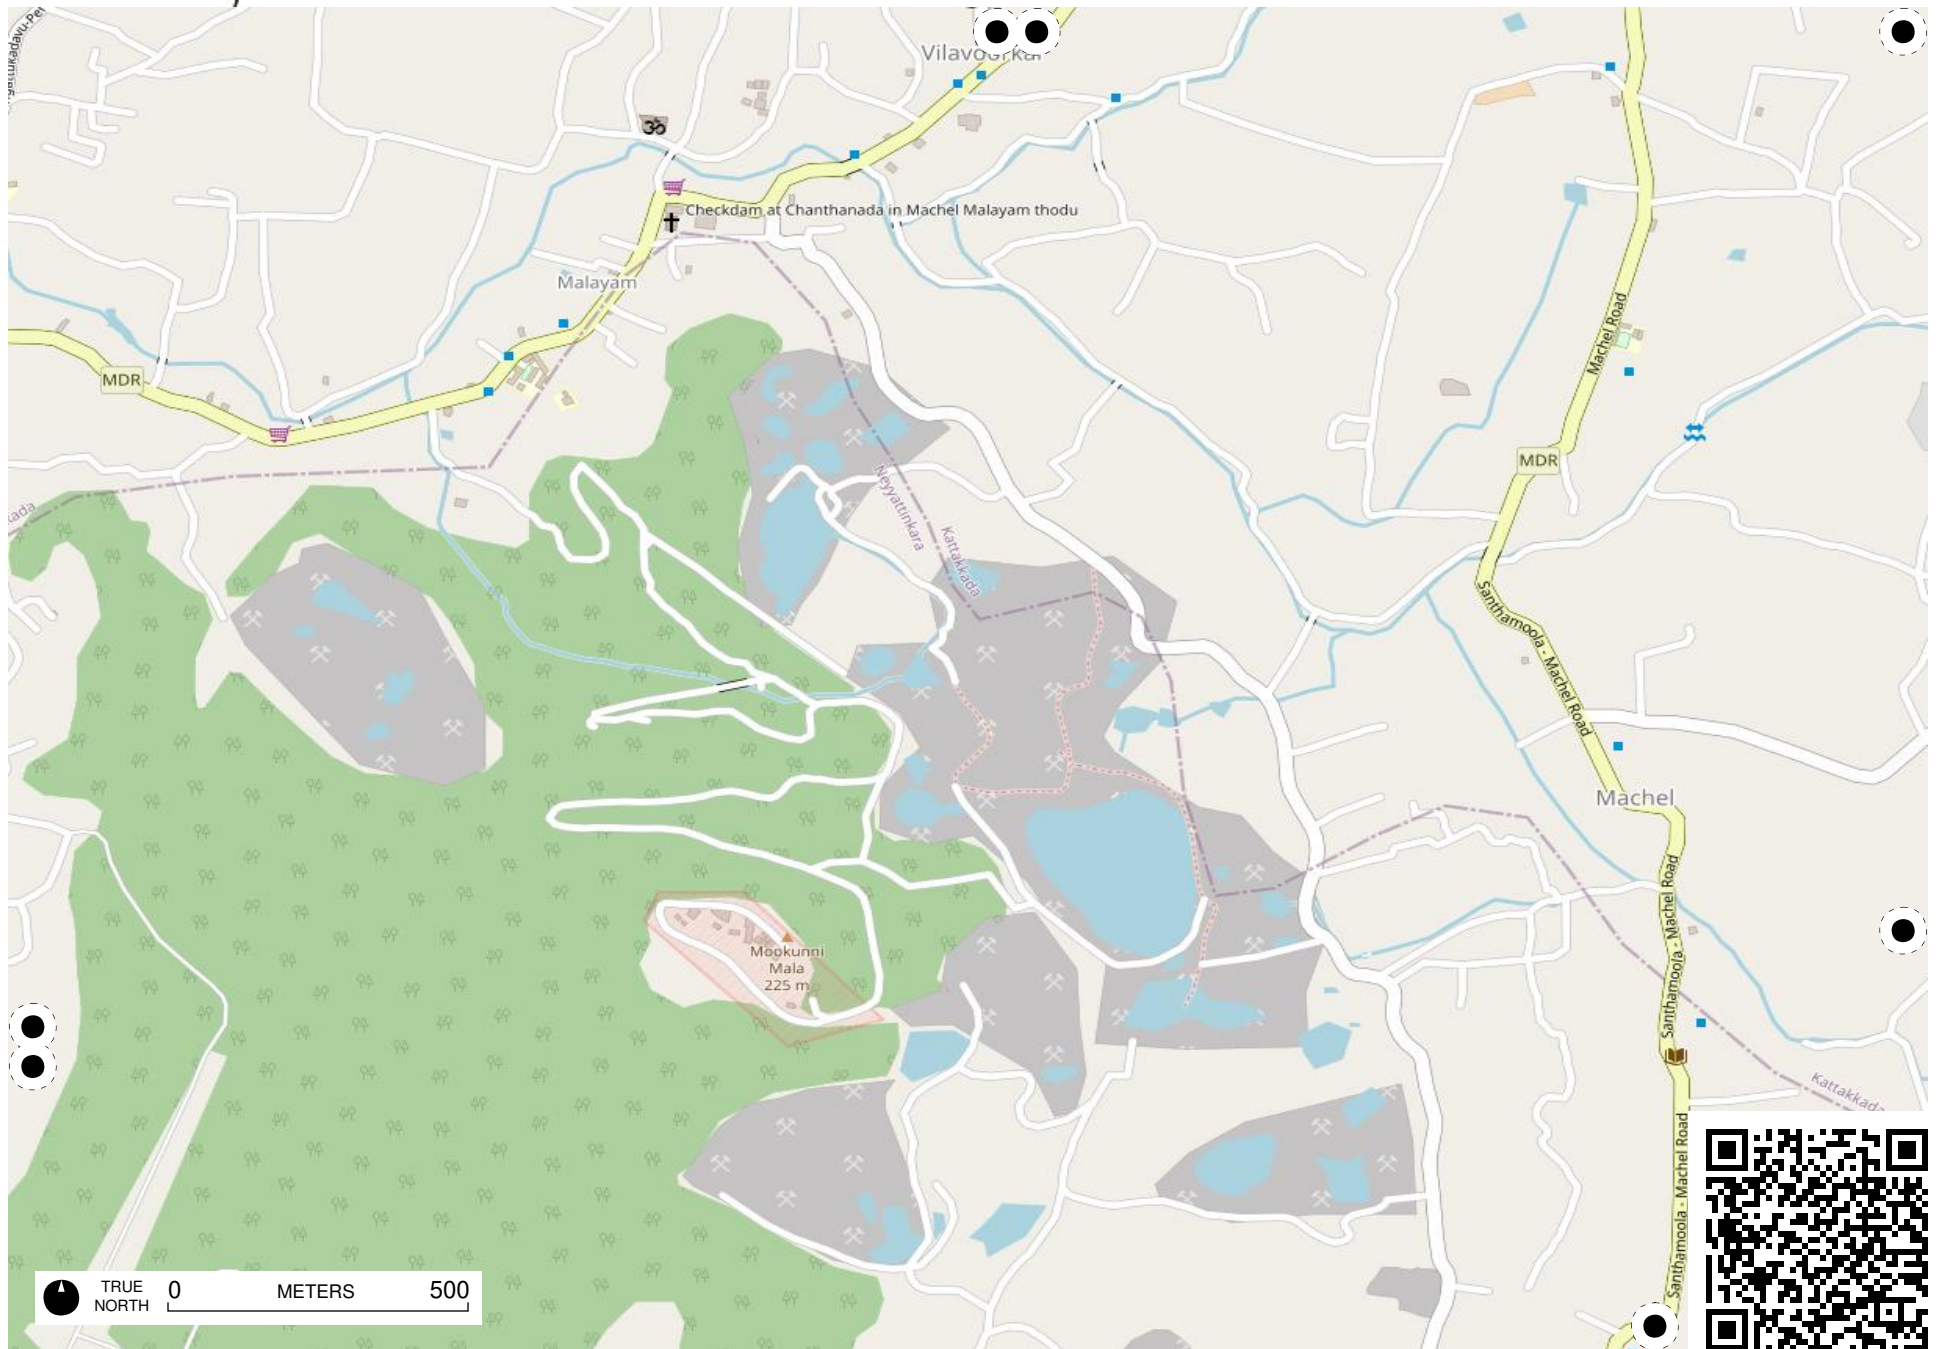 Vilavoorkal
ॐ
Checkdam at Chanthanada in Machel Malayam thodu
Malayam
Machel Road
MDR
MDR
Neyyattinkara
Kattakkada
Santhamoola - Machel Road
Machel
Santhamoola - Machel Road
Mookunni
Mala
225 m
Kattakkada
Santhamoola - Machel Road
TRUE
NORTH
0 METERS 500